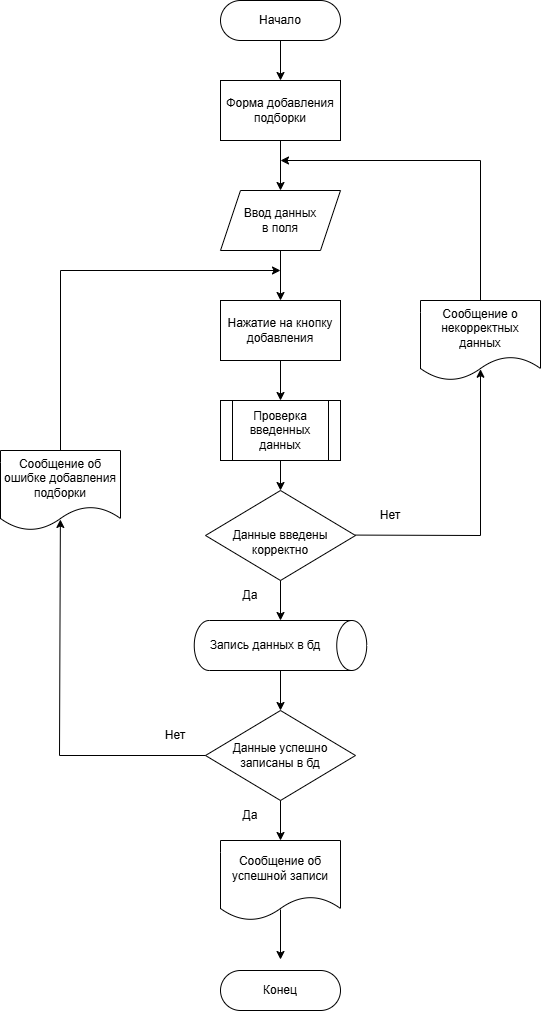 Начало
Форма добавления
подборки
Ввод данных
в поля
Нажатие на кнопку
добавления
Сообщение о
некорректных
данных
Проверка
введенных
данных
Сообщение об
ошибке добавления
подборки
Данные введены
корректно
Нет
Да
Запись данных в бд
Данные успешно
записаны в бд
Нет
Да
Сообщение об
успешной записи
Конец